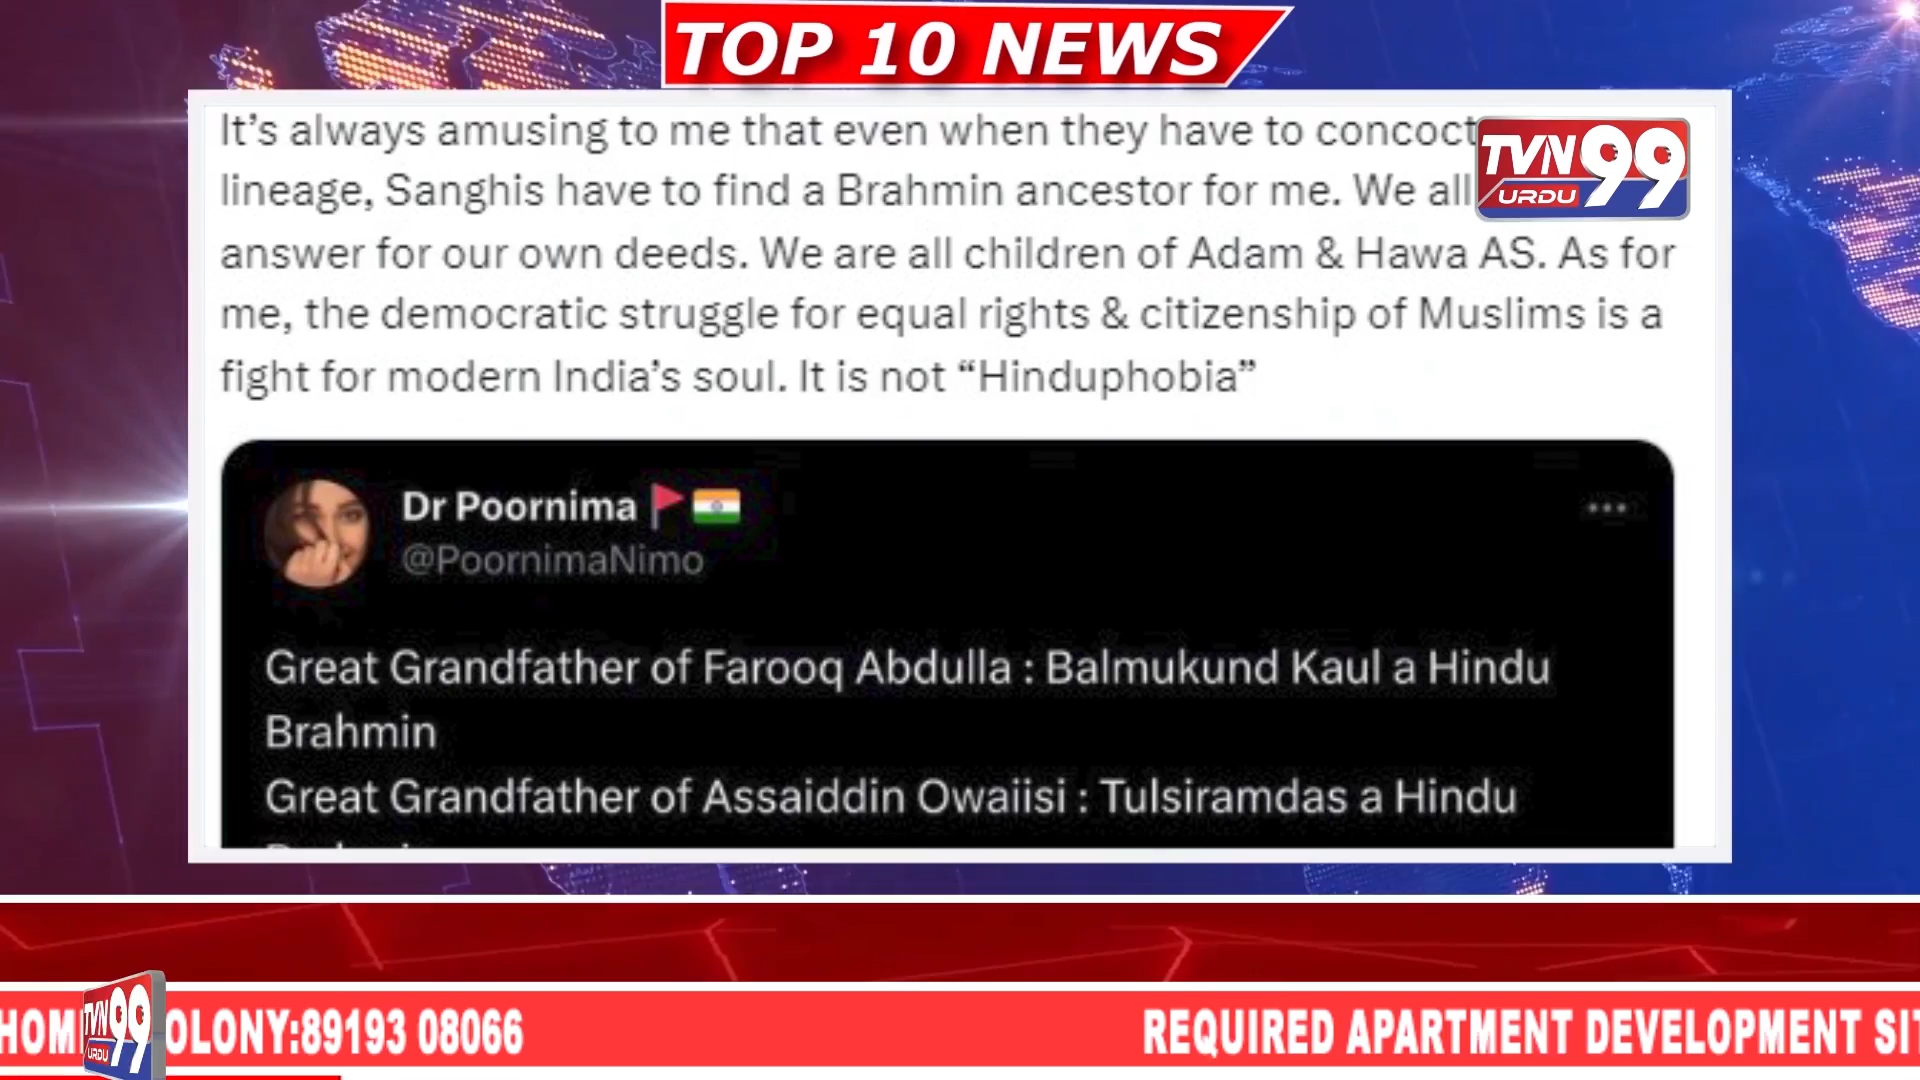 TOP 10 NEWS
It's always amusing to me that even when they have to concoct
TVN 99
URDU
lineage, Sanghis have to find a Brahmin ancestor for me. We all
answer for our own deeds. We are all children of Adam & Hawa AS. As for
me, the democratic struggle for equal rights & citizenship of Muslims is a
fight for modern India's soul. It is not “Hinduphobia”
Dr Poornima
@PoornimaNimo
Great Grandfather of Farooq Abdulla : Balmukund Kaul a Hindu
Brahmin
Great Grandfather of Assaiddin Owaiisi : Tulsiramdas a Hindu
TVN 99
URDU
OLONY:89193 08066
REQUIRED APARTMENT DEVELOPMENT